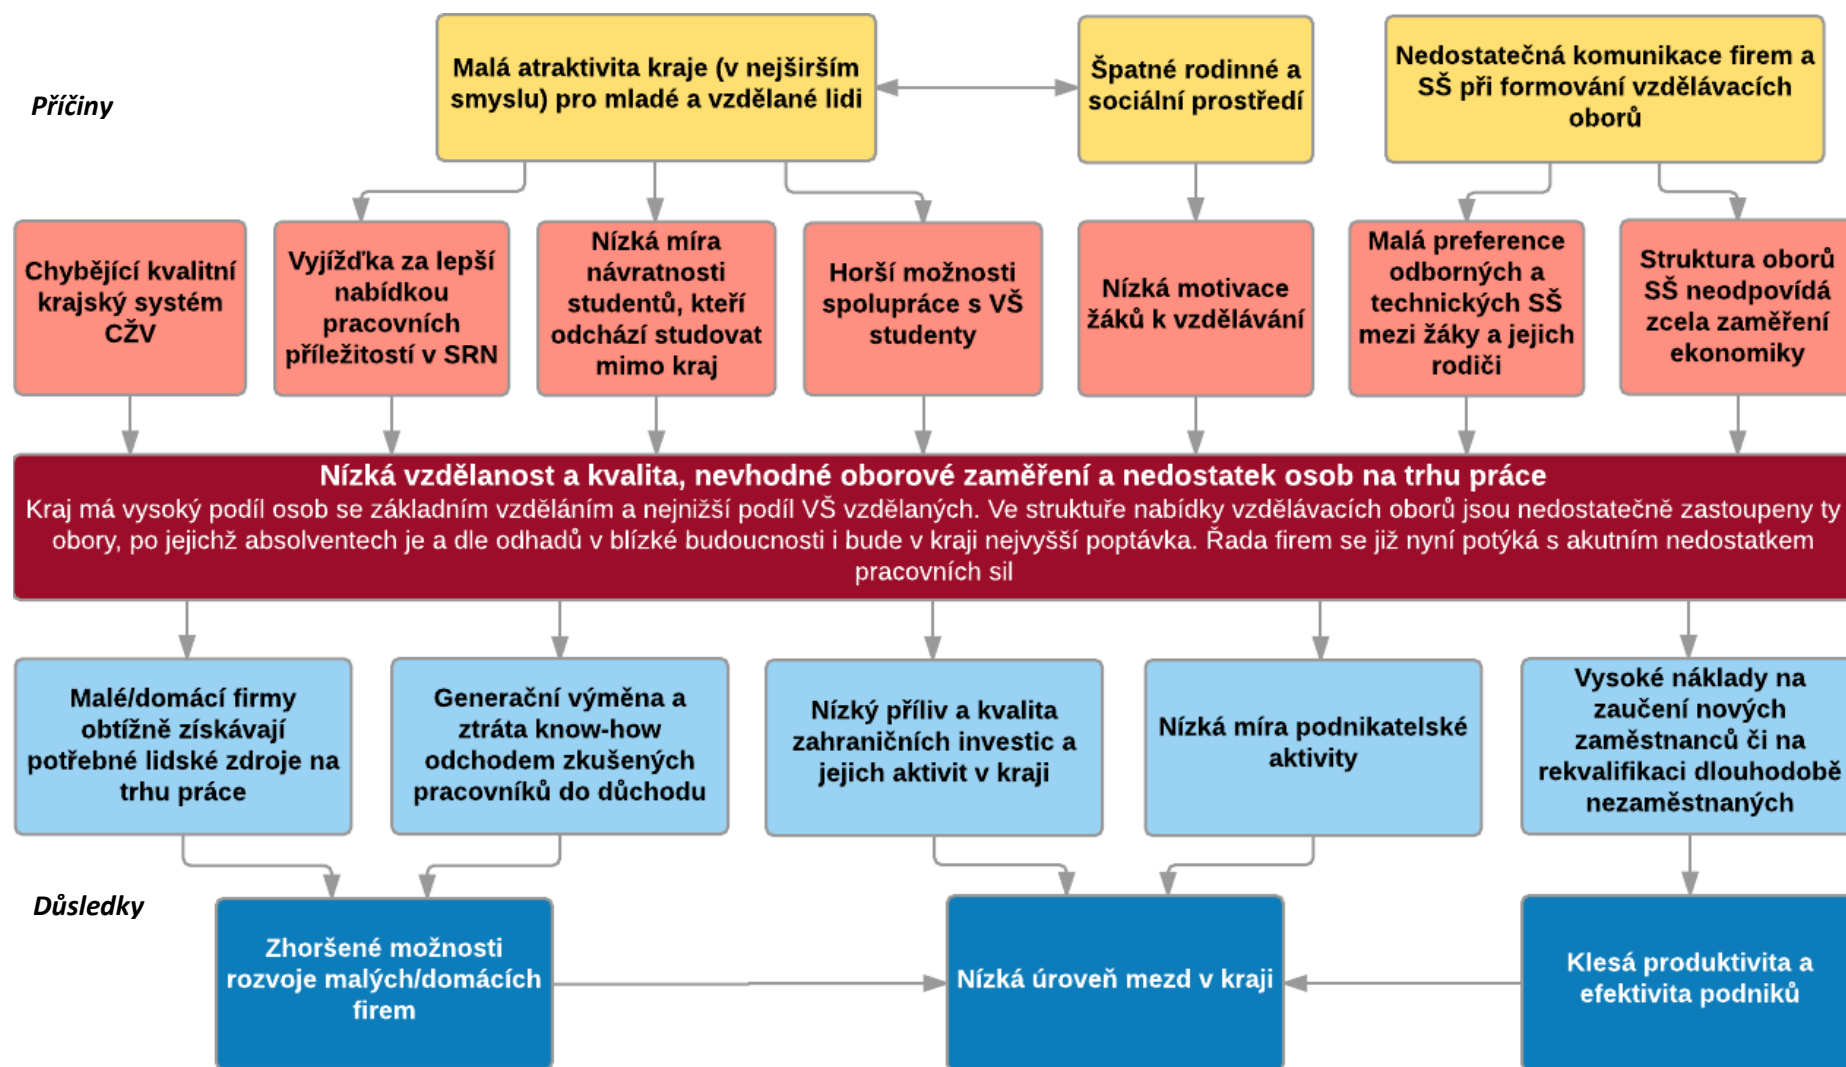 Příčiny
Malá atraktivita kraje (v nejširším
smyslu) pro mladé a vzdělané lidi
Špatné rodinné a
sociální prostředí
Nedostatečná komunikace firem a
SŠ při formování vzdělávacích
oborů
Chybějící kvalitní
krajský systém
CŽV
Vyjížďka za lepší
nabídkou
pracovních
příležitostí v SRN
Nízká míra
návratnosti
studentů, kteří
odchází studovat
mimo kraj
Horší možnosti
spolupráce s VŠ
studenty
Nízká motivace
žáků k vzdělávání
Malá preference
odborných a
technických SŠ
mezi žáky a jejich
rodiči
Struktura oborů
SŠ neodpovídá
zcela zaměření
ekonomiky
Nízká vzdělanost a kvalita, nevhodné oborové zaměření a nedostatek osob na trhu práce
Kraj má vysoký podíl osob se základním vzděláním a nejnižší podíl VŠ vzdělaných. Ve struktuře nabídky vzdělávacích oborů jsou nedostatečně zastoupeny ty
obory, po jejichž absolventech je a dle odhadů v blízké budoucnosti i bude v kraji nejvyšší poptávka. Řada firem se již nyní potýká s akutním nedostatkem
pracovních sil
Malé/domácí firmy
obtížně získávají
potřebné lidské zdroje na
trhu práce
Generační výměna a
ztráta know-how
odchodem zkušených
pracovníků do důchodu
Nízký příliv a kvalita
zahraničních investic a
jejich aktivit v kraji
Nízká míra podnikatelské
aktivity
Vysoké náklady na
zaučení nových
zaměstnanců či na
rekvalifikaci dlouhodobě
nezaměstnaných
Důsledky
Zhoršené možnosti
rozvoje malých/domácích
firem
Nízká úroveň mezd v kraji
Klesá produktivita a
efektivita podniků